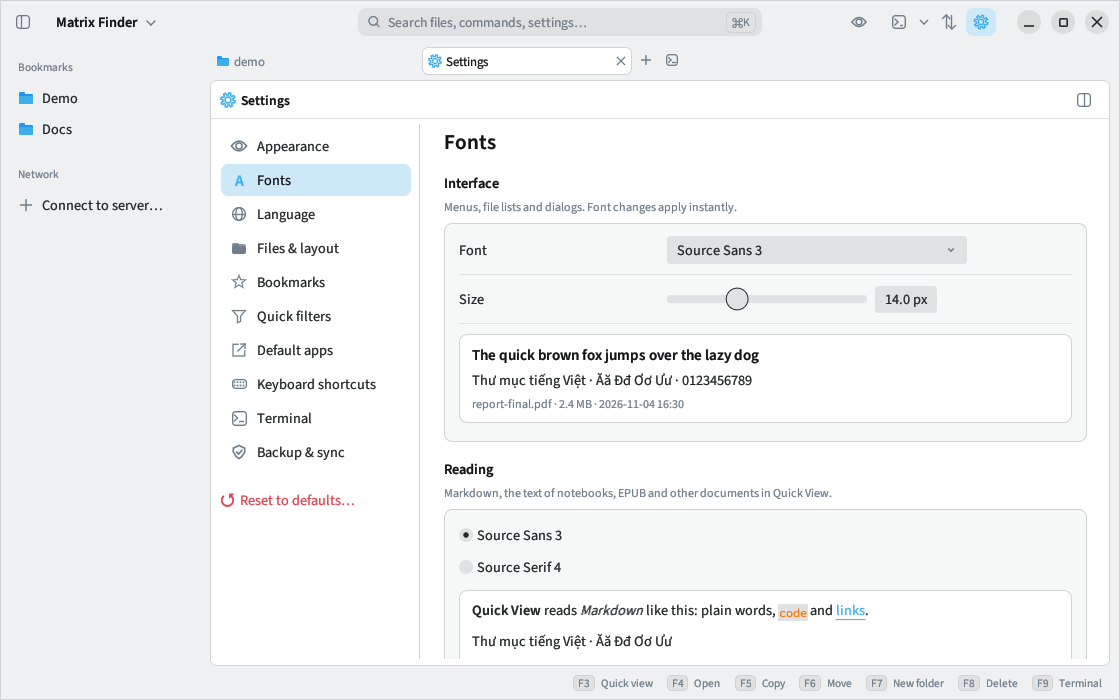 Matrix Finder
Search files, commands, settings…
⌘K
Bookmarks
Demo
Docs
Network
Connect to server…
demo
Settings
Settings
Appearance
A Fonts
Language
Files & layout
Bookmarks
Quick filters
Default apps
Keyboard shortcuts
Terminal
Backup & sync
Reset to defaults…
Fonts
Interface
Menus, file lists and dialogs. Font changes apply instantly.
Font Source Sans 3
Size 14.0 px
The quick brown fox jumps over the lazy dog
Thư mục tiếng Việt · Ăă Đđ Ơơ Ưư · 0123456789
report-final.pdf · 2.4 MB · 2026-11-04 16:30
Reading
Markdown, the text of notebooks, EPUB and other documents in Quick View.
Source Sans 3
Source Serif 4
Quick View reads Markdown like this: plain words, code and links.
Thư mục tiếng Việt · Ăă Đđ Ơơ Ưư
F3 Quick view F4 Open F5 Copy F6 Move F7 New folder F8 Delete F9 Terminal